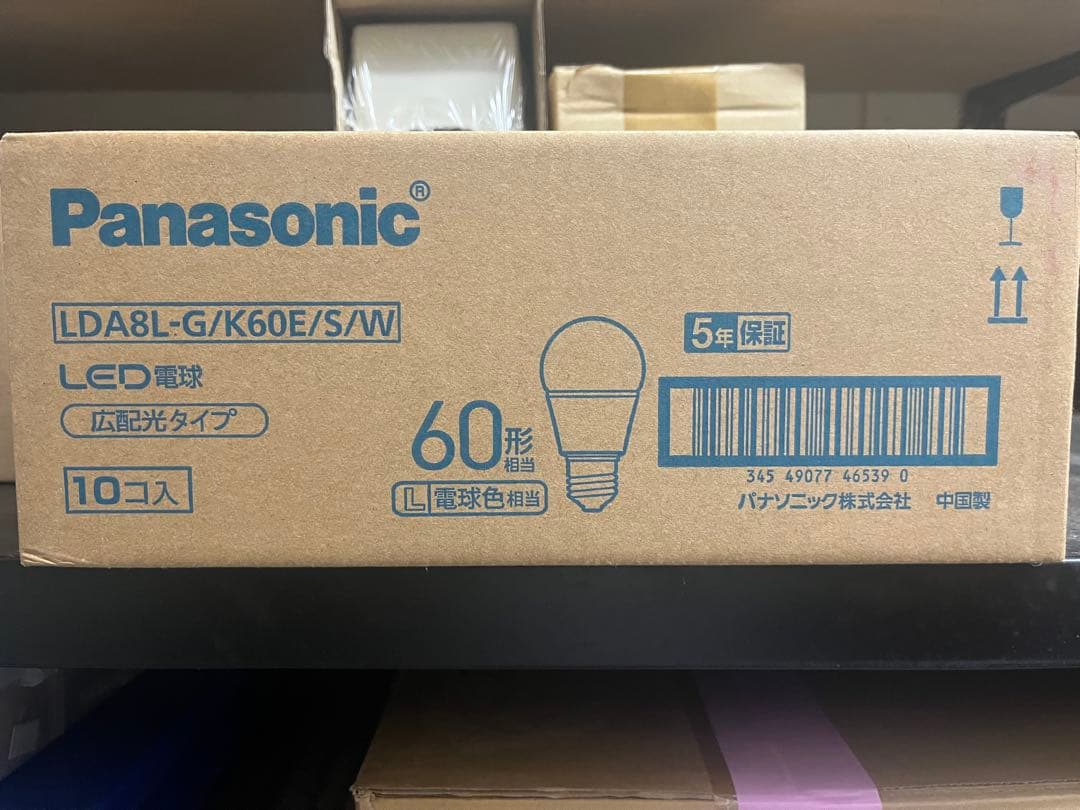 Panasonic®
LDA8L-G/K60E/S/W
LED電球
広配光タイプ
10コ入
60形相当
L 電球色相当
5年保証
345 49077 46539 0
パナソニック株式会社 中国製